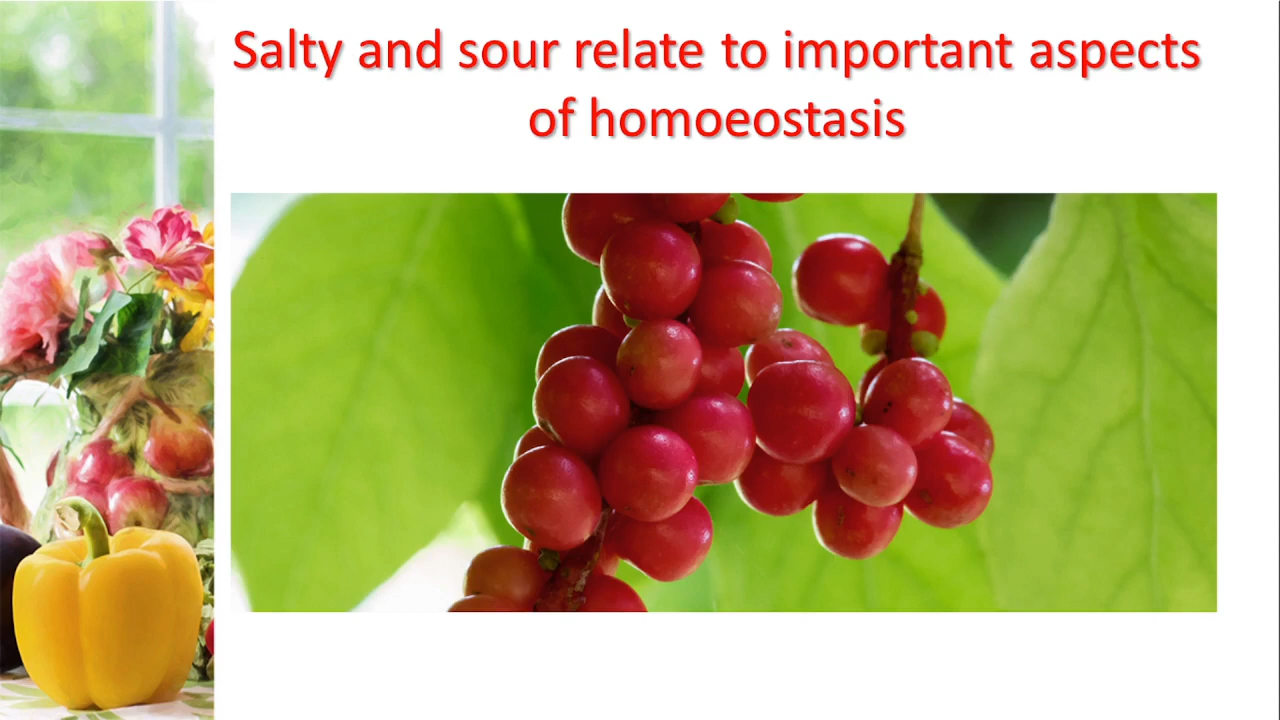 Salty and sour relate to important aspects
of homoeostasis